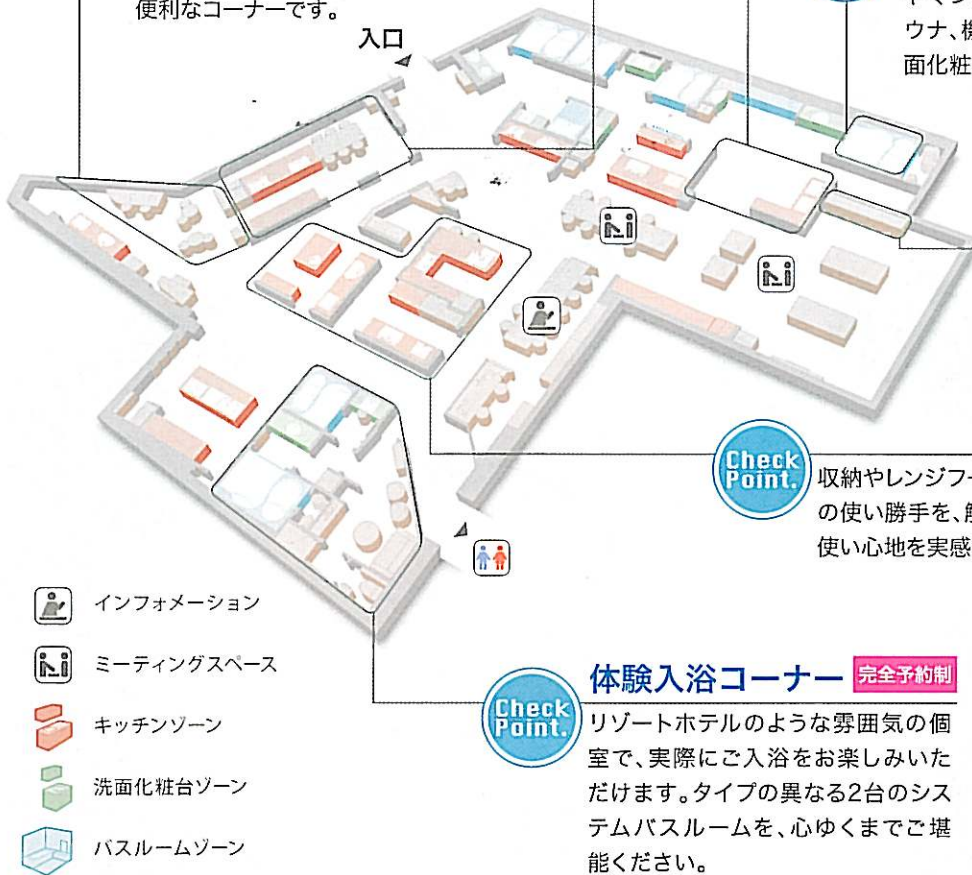 便利なコーナーです。
ウナ、機
面化粧
入口
Check Point.
収納やレンジフー
の使い勝手を、触
使い心地を実感
インフォメーション
ミーティングスペース
キッチンゾーン
洗面化粧台ゾーン
バスルームゾーン
Check Point.
体験入浴コーナー 完全予約制
リゾートホテルのような雰囲気の個
室で、実際にご入浴をお楽しみいた
だけます。タイプの異なる2台のシス
テムバスルームを、心ゆくまでご堪
能ください。